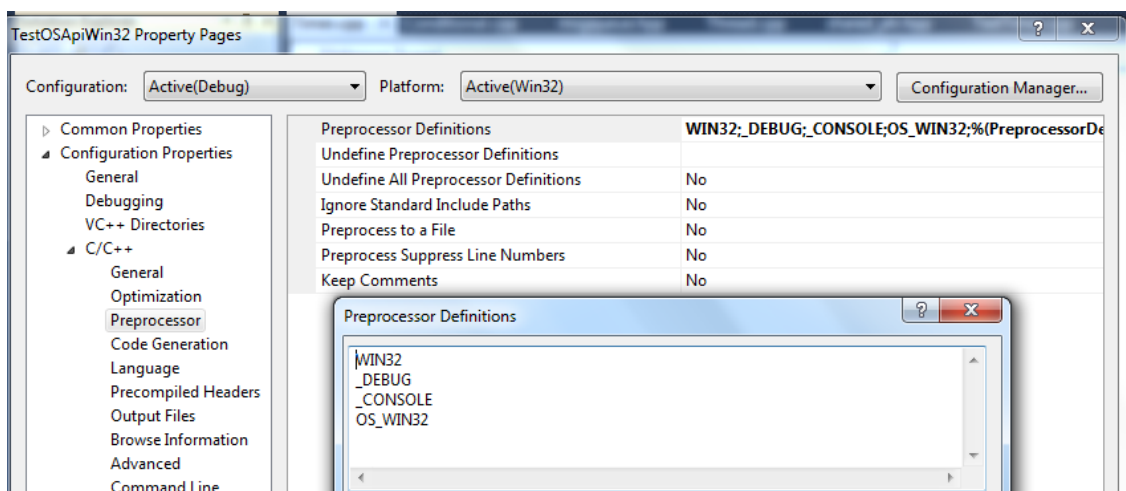 TestOSApiWin32 Property Pages
Configuration: Active(Debug) Platform: Active(Win32) Configuration Manager...
Common Properties
Configuration Properties
General
Debugging
VC++ Directories
C/C++
General
Optimization
Preprocessor
Code Generation
Language
Precompiled Headers
Output Files
Browse Information
Advanced
Command Line
Preprocessor Definitions WIN32;_DEBUG;_CONSOLE;OS_WIN32;%(PreprocessorDe
Undefine Preprocessor Definitions
Undefine All Preprocessor Definitions No
Ignore Standard Include Paths No
Preprocess to a File No
Preprocess Suppress Line Numbers No
Keep Comments No
Preprocessor Definitions
WIN32
_DEBUG
_CONSOLE
OS_WIN32